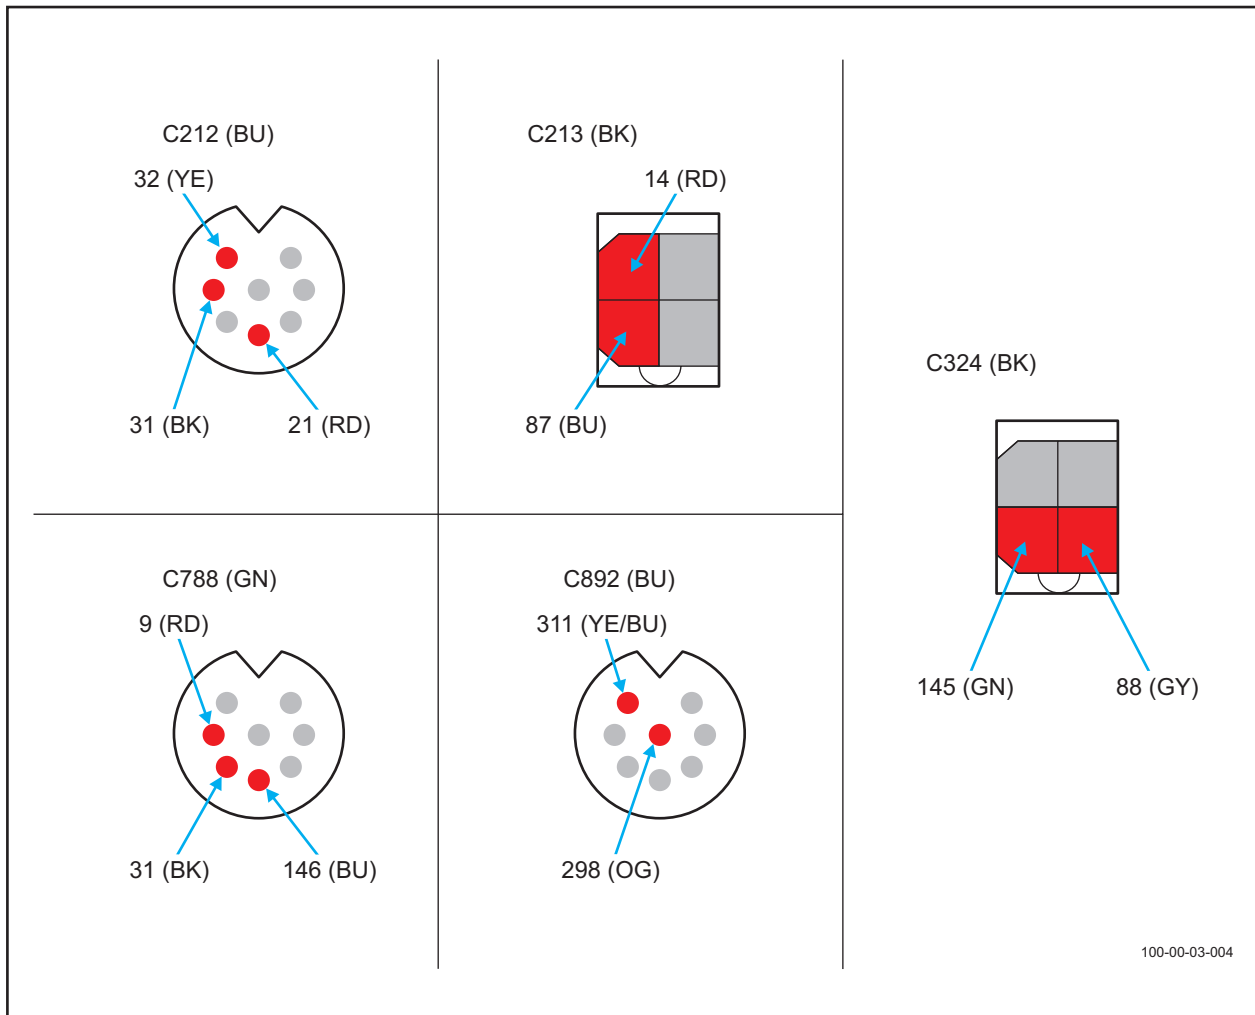 C212 (BU)
32 (YE)
31 (BK)
21 (RD)
C213 (BK)
14 (RD)
87 (BU)
C324 (BK)
145 (GN)
88 (GY)
C788 (GN)
9 (RD)
31 (BK)
146 (BU)
C892 (BU)
311 (YE/BU)
298 (OG)
100-00-03-004